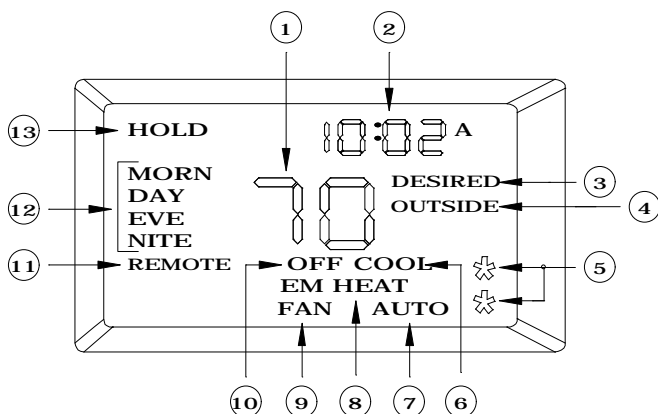 1 2
13 HOLD 10:02 A
MORN
12 DAY
EVE
NITE
70
DESIRED 3
OUTSIDE 4
11 REMOTE OFF COOL * 5
EM HEAT *
FAN AUTO
10 9 8 7 6